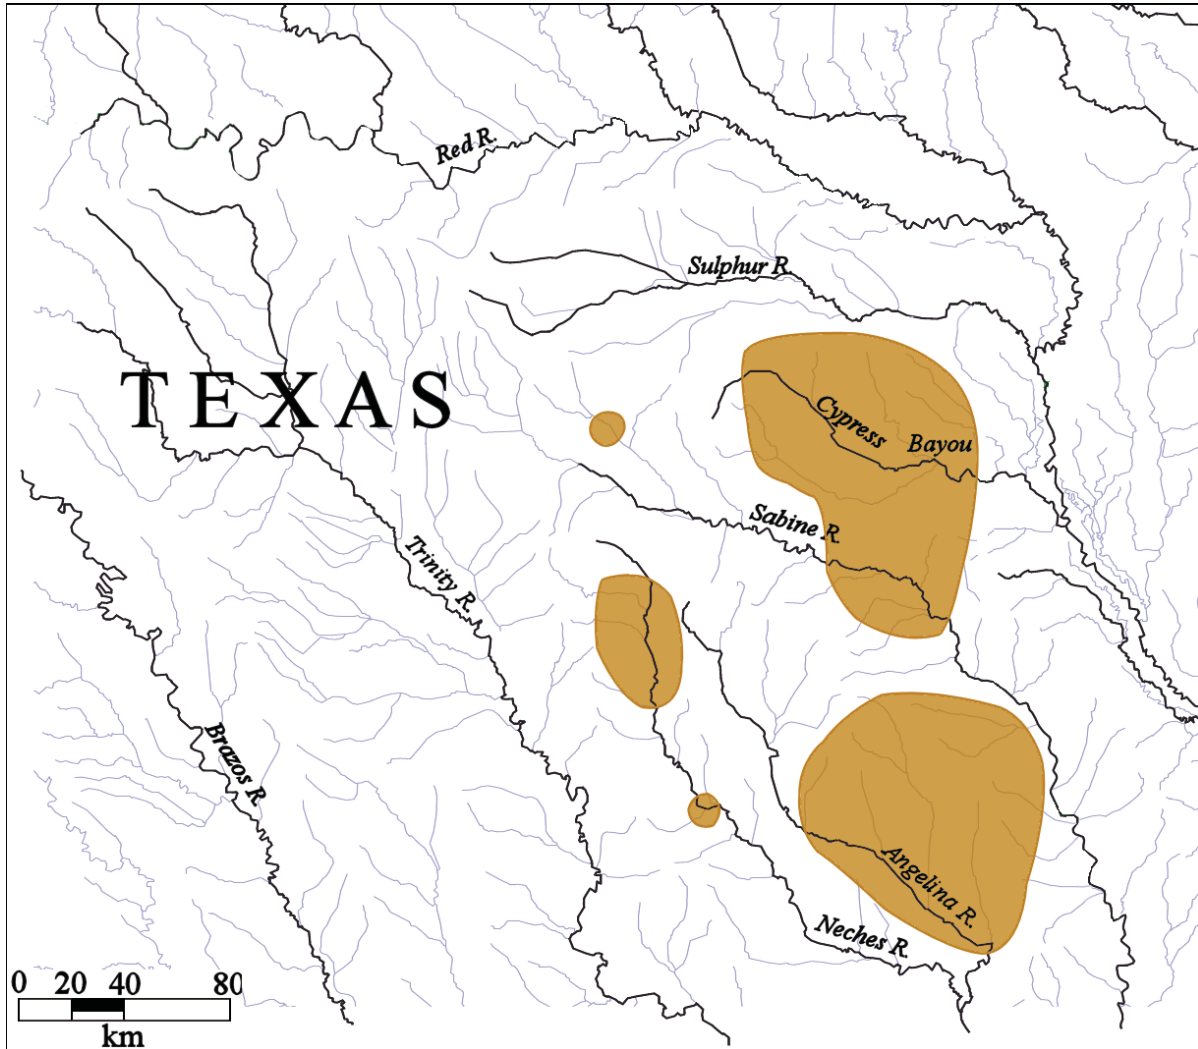 Red R.
Sulphur R.
TEXAS
Cypress Bayou
Sabine R.
Trinity R.
Brazos R.
Angelina R.
Neches R.
0 20 40 80
km